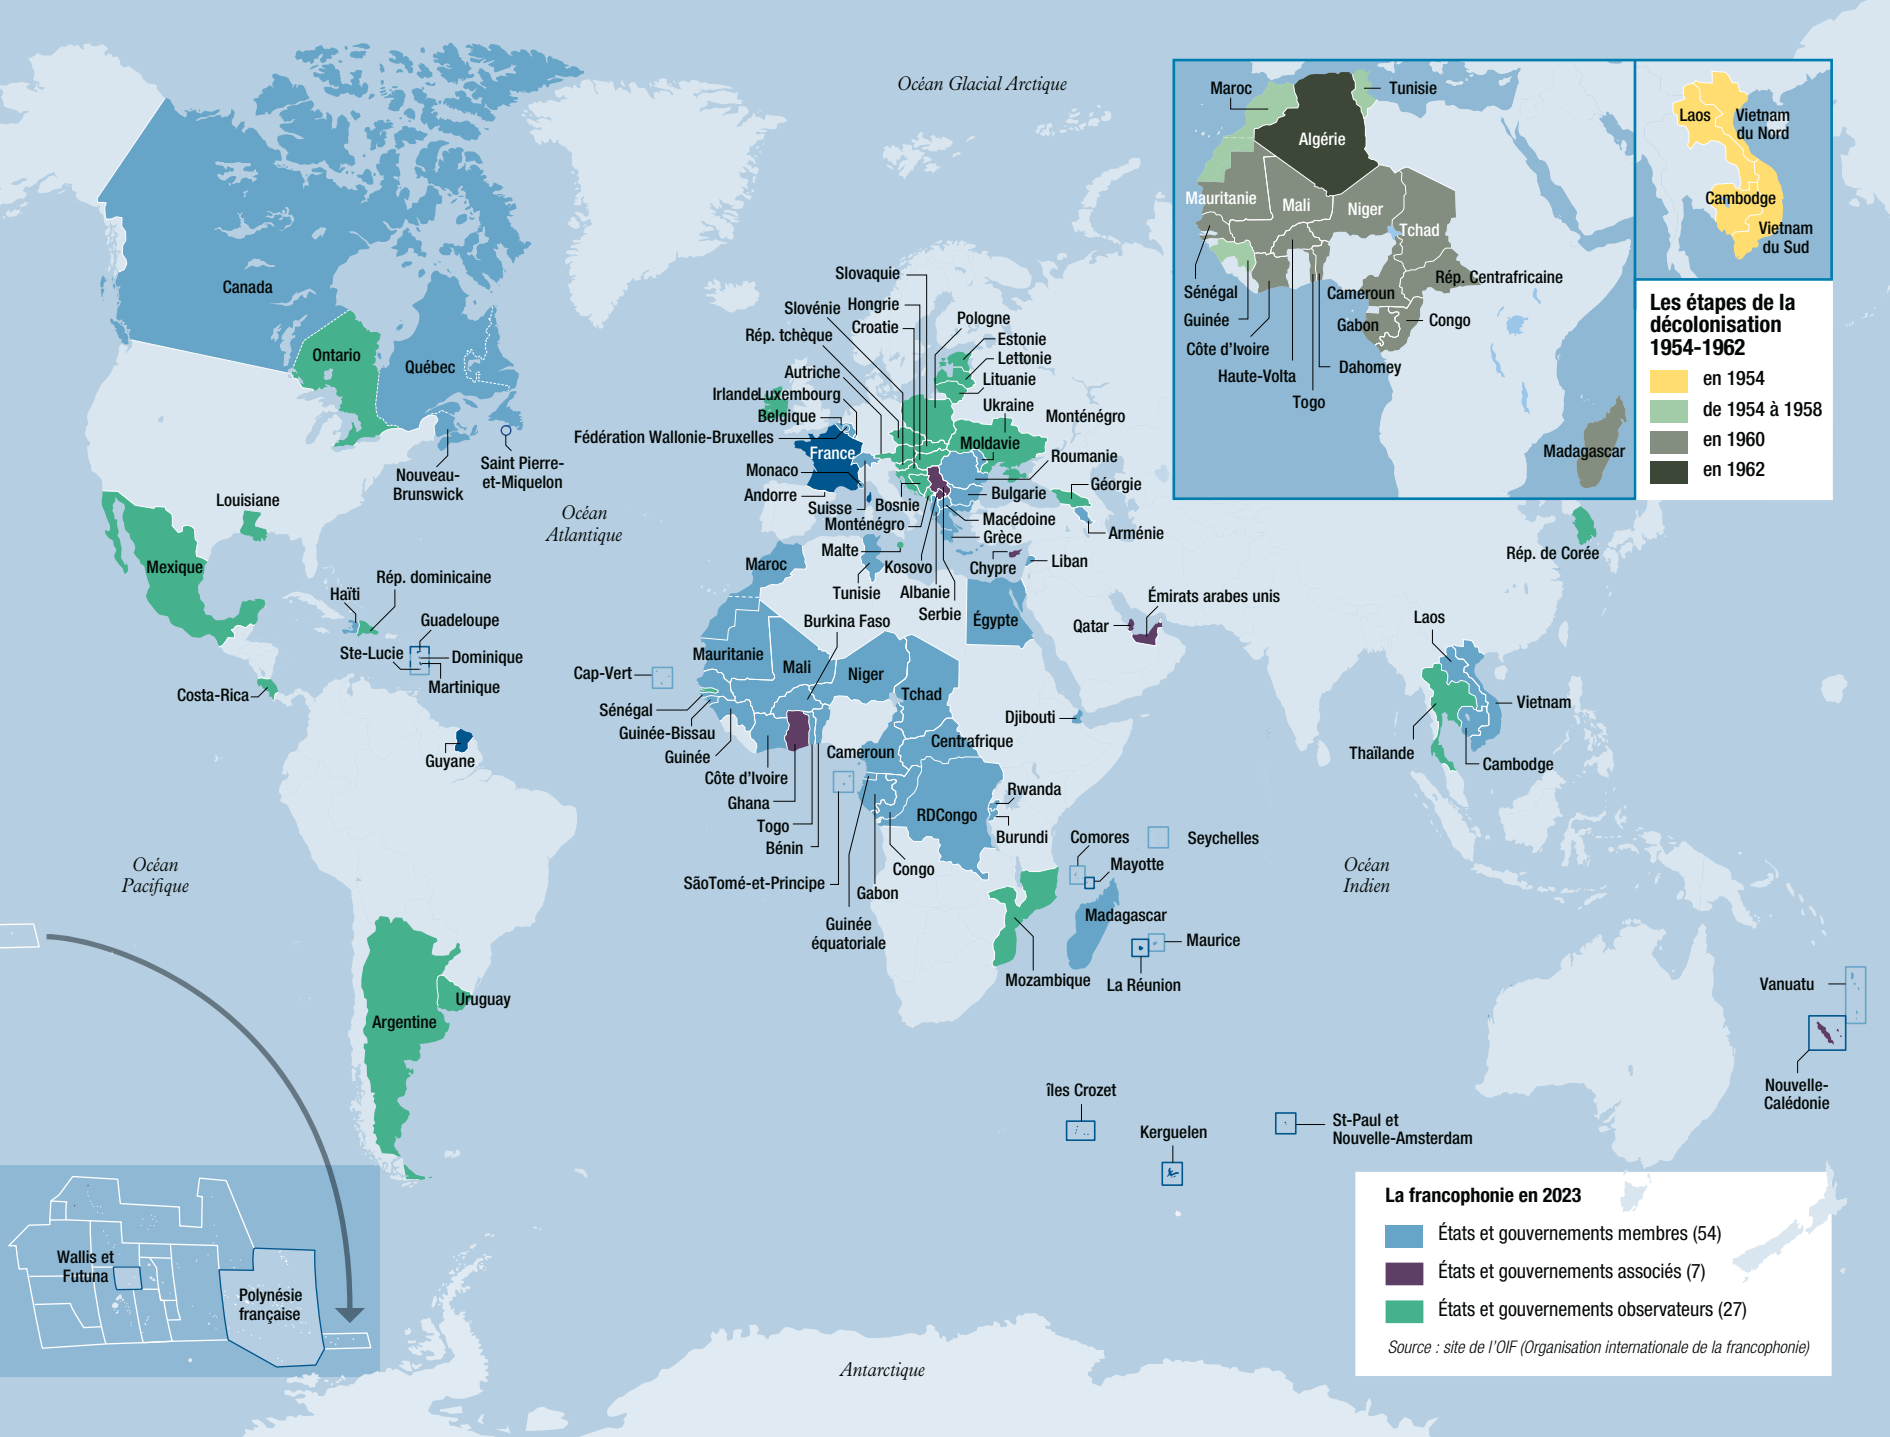 Océan Glacial Arctique
Maroc
Tunisie
Algérie
Mauritanie
Mali
Niger
Tchad
Rép. Centrafricaine
Sénégal
Cameroun
Guinée
Gabon
Congo
Côte d'Ivoire
Haute-Volta
Dahomey
Togo
Madagascar
Laos
Vietnam
du Nord
Cambodge
Vietnam
du Sud
Les étapes de la
décolonisation
1954-1962
en 1954
de 1954 à 1958
en 1960
en 1962
Canada
Ontario
Québec
Nouveau-
Brunswick
Saint Pierre-
et-Miquelon
Louisiane
Mexique
Océan
Atlantique
Haïti
Rép. dominicaine
Guadeloupe
Ste-Lucie
Dominique
Martinique
Costa-Rica
Guyane
Slovaquie
Slovénie
Hongrie
Croatie
Rép. tchèque
Pologne
Estonie
Lettonie
Lituanie
Autriche
Irlande
Luxembourg
Belgique
Fédération Wallonie-Bruxelles
Ukraine
Monténégro
Moldavie
France
Roumanie
Monaco
Andorre
Suisse
Bosnie
Monténégro
Bulgarie
Géorgie
Macédoine
Grèce
Arménie
Malte
Kosovo
Chypre
Liban
Tunisie
Albanie
Serbie
Maroc
Égypte
Émirats arabes unis
Qatar
Rép. de Corée
Burkina Faso
Mauritanie
Mali
Niger
Tchad
Cap-Vert
Sénégal
Guinée-Bissau
Guinée
Côte d'Ivoire
Ghana
Togo
Bénin
Cameroun
Centrafrique
Djibouti
RDCongo
Rwanda
Burundi
SãoTomé-et-Principe
Congo
Gabon
Guinée
équatoriale
Comores
Mayotte
Seychelles
Madagascar
Maurice
La Réunion
Mozambique
Laos
Vietnam
Thaïlande
Cambodge
Océan
Pacifique
Océan
Indien
Argentine
Uruguay
Vanuatu
Nouvelle-
Calédonie
îles Crozet
Kerguelen
St-Paul et
Nouvelle-Amsterdam
Wallis et
Futuna
Polynésie
française
Antarctique
La francophonie en 2023
États et gouvernements membres (54)
États et gouvernements associés (7)
États et gouvernements observateurs (27)
Source : site de l'OIF (Organisation internationale de la francophonie)